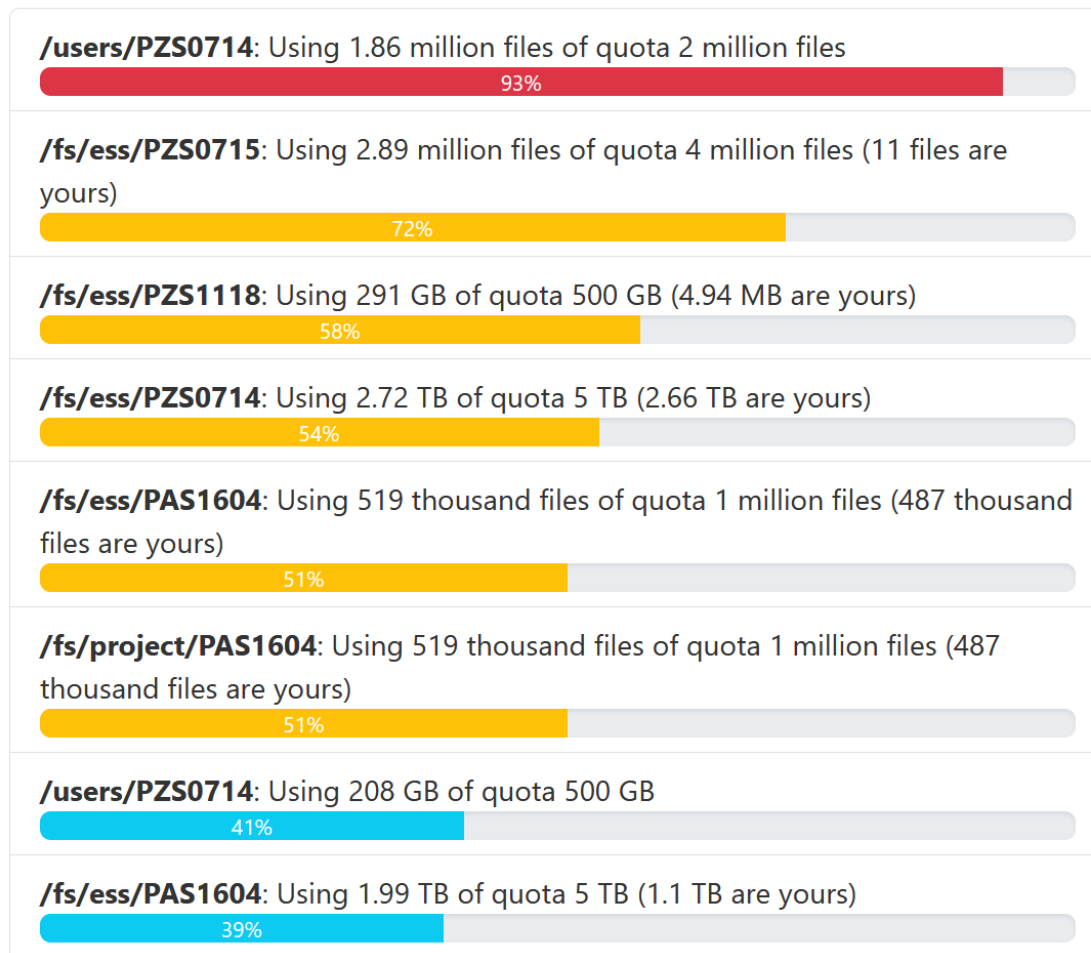 /users/PZS0714: Using 1.86 million files of quota 2 million files
93%
/fs/ess/PZS0715: Using 2.89 million files of quota 4 million files (11 files are
yours)
72%
/fs/ess/PZS1118: Using 291 GB of quota 500 GB (4.94 MB are yours)
58%
/fs/ess/PZS0714: Using 2.72 TB of quota 5 TB (2.66 TB are yours)
54%
/fs/ess/PAS1604: Using 519 thousand files of quota 1 million files (487 thousand
files are yours)
51%
/fs/project/PAS1604: Using 519 thousand files of quota 1 million files (487
thousand files are yours)
51%
/users/PZS0714: Using 208 GB of quota 500 GB
41%
/fs/ess/PAS1604: Using 1.99 TB of quota 5 TB (1.1 TB are yours)
39%